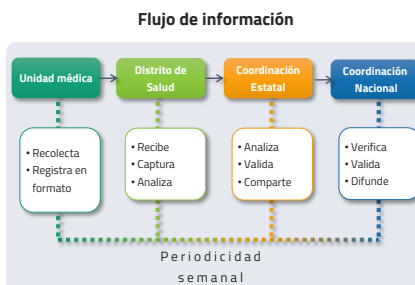 Flujo de información
Unidad médica
Distrito de
Salud
Coordinación
Estatal
Coordinación
Nacional
• Recolecta
• Registra en
formato
• Recibe
• Captura
• Analiza
• Analiza
• Valida
• Comparte
• Verifica
• Valida
• Difunde
Periodicidad
semanal